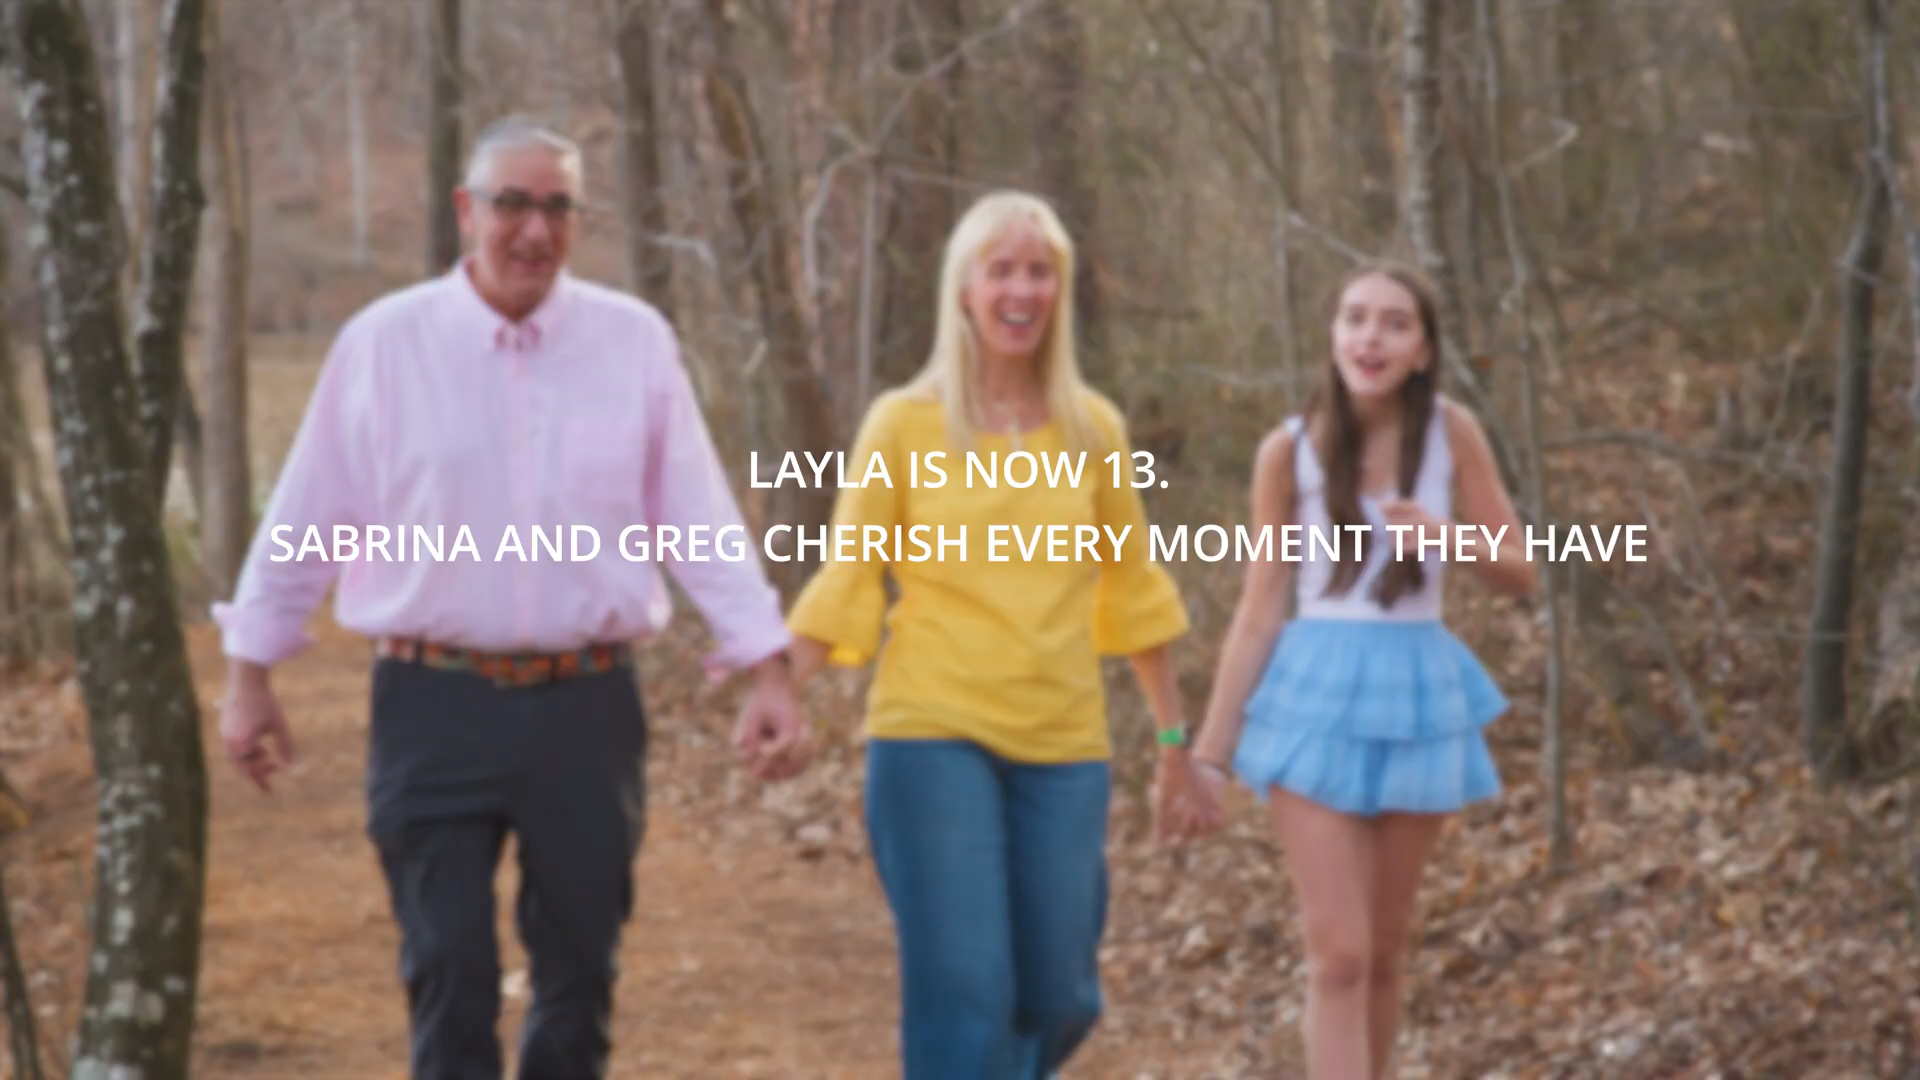 LAYLA IS NOW 13.
SABRINA AND GREG CHERISH EVERY MOMENT THEY HAVE